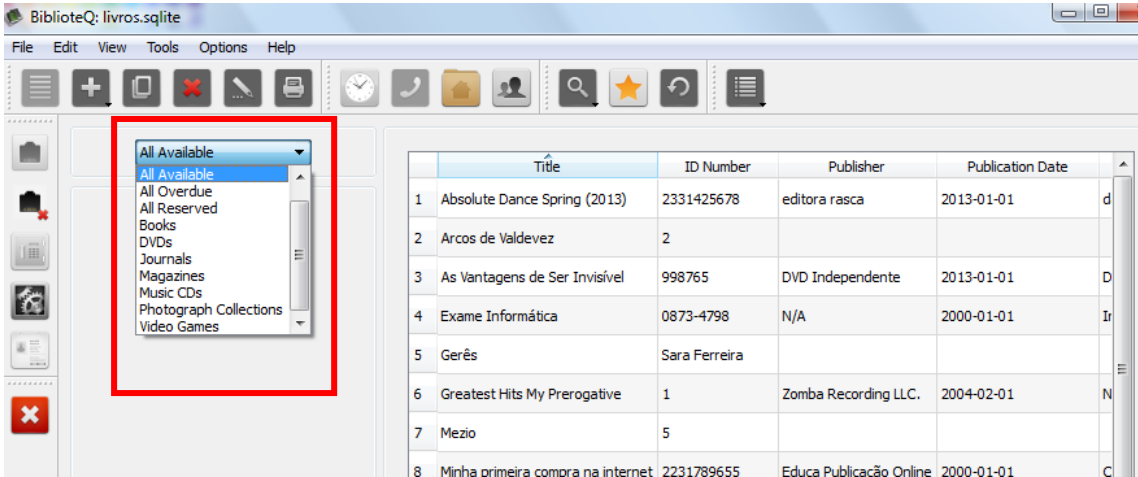 BiblioteQ: livros.sqlite
File Edit View Tools Options Help
All Available
All Available
All Overdue
All Reserved
Books
DVDs
Journals
Magazines
Music CDs
Photograph Collections
Video Games
Title ID Number Publisher Publication Date
1 Absolute Dance Spring (2013) 2331425678 editora rasca 2013-01-01 d
2 Arcos de Valdevez 2
3 As Vantagens de Ser Invisível 998765 DVD Independente 2013-01-01 D
4 Exame Informática 0873-4798 N/A 2000-01-01 Ir
5 Gerês Sara Ferreira
6 Greatest Hits My Prerogative 1 Zomba Recording LLC. 2004-02-01 N
7 Mezio 5
8 Minha primeira compra na internet 2231789655 Educa Publicação Online 2000-01-01 C